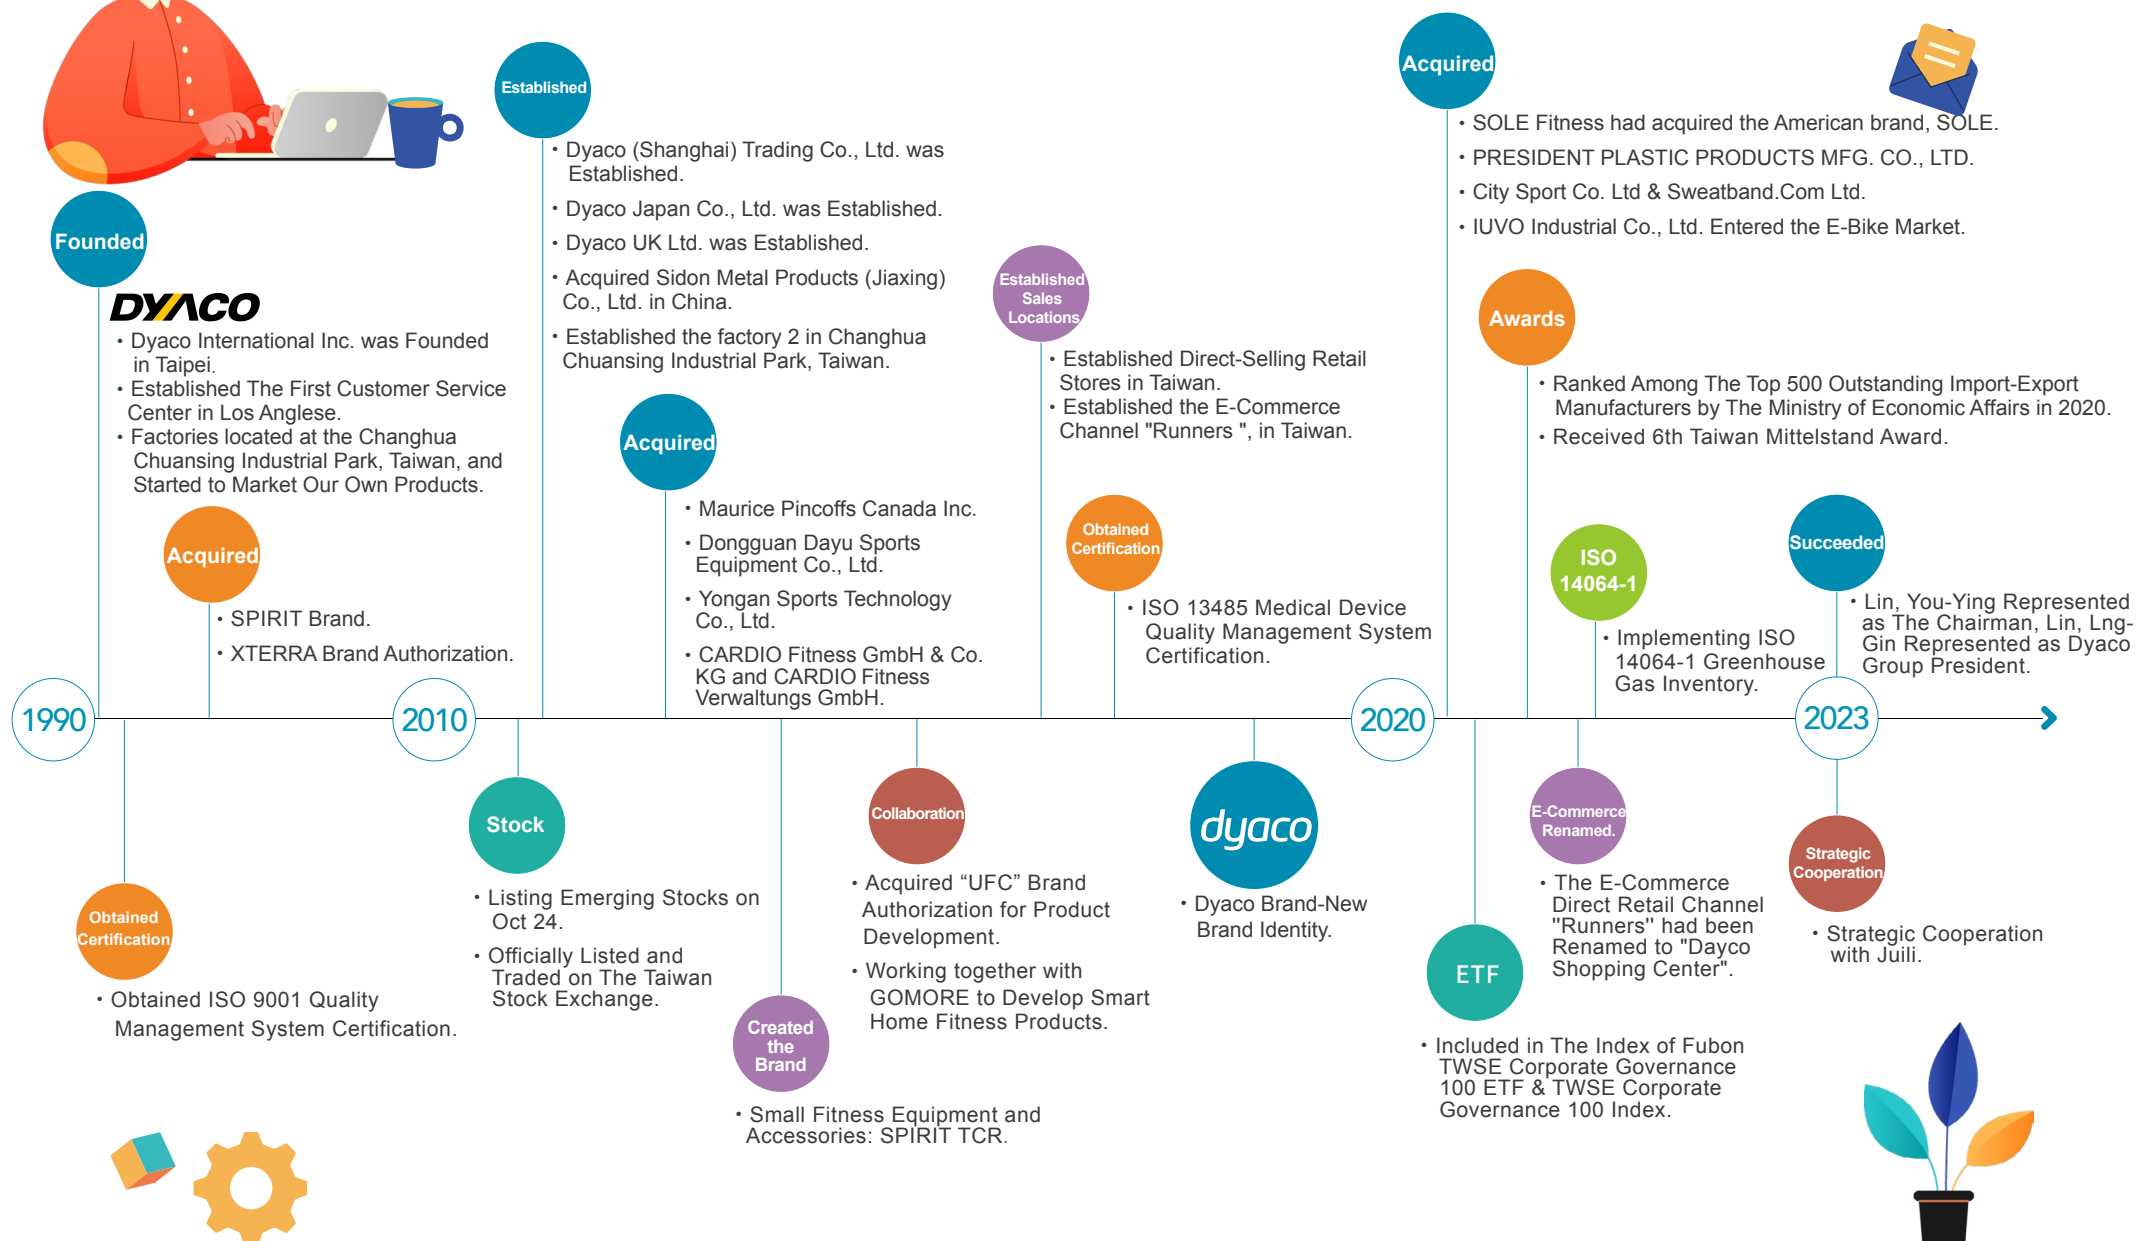 Founded
DYACO
• Dyaco International Inc. was Founded
in Taipei.
• Established The First Customer Service
Center in Los Anglese.
• Factories located at the Changhua
Chuansing Industrial Park, Taiwan, and
Started to Market Our Own Products.
Acquired
• SPIRIT Brand.
• XTERRA Brand Authorization.
Established
• Dyaco (Shanghai) Trading Co., Ltd. was
Established.
• Dyaco Japan Co., Ltd. was Established.
• Dyaco UK Ltd. was Established.
• Acquired Sidon Metal Products (Jiaxing)
Co., Ltd. in China.
• Established the factory 2 in Changhua
Chuansing Industrial Park, Taiwan.
Acquired
• Maurice Pincoffs Canada Inc.
• Dongguan Dayu Sports
Equipment Co., Ltd.
• Yongan Sports Technology
Co., Ltd.
• CARDIO Fitness GmbH & Co.
KG and CARDIO Fitness
Verwaltungs GmbH.
Established
Sales
Locations
• Established Direct-Selling Retail
Stores in Taiwan.
• Established the E-Commerce
Channel "Runners ", in Taiwan.
Obtained
Certification
• ISO 13485 Medical Device
Quality Management System
Certification.
Acquired
• SOLE Fitness had acquired the American brand, SOLE.
• PRESIDENT PLASTIC PRODUCTS MFG. CO., LTD.
• City Sport Co. Ltd & Sweatband.Com Ltd.
• IUVO Industrial Co., Ltd. Entered the E-Bike Market.
Awards
• Ranked Among The Top 500 Outstanding Import-Export
Manufacturers by The Ministry of Economic Affairs in 2020.
• Received 6th Taiwan Mittelstand Award.
ISO
14064-1
• Implementing ISO
14064-1 Greenhouse
Gas Inventory.
Succeeded
• Lin, You-Ying Represented
as The Chairman, Lin, Lng-
Gin Represented as Dyaco
Group President.
1990
2010
2020
2023
Obtained
Certification
• Obtained ISO 9001 Quality
Management System Certification.
Stock
• Listing Emerging Stocks on
Oct 24.
• Officially Listed and
Traded on The Taiwan
Stock Exchange.
Created
the
Brand
• Small Fitness Equipment and
Accessories: SPIRIT TCR.
Collaboration
• Acquired “UFC” Brand
Authorization for Product
Development.
• Working together with
GOMORE to Develop Smart
Home Fitness Products.
dyaco
• Dyaco Brand-New
Brand Identity.
ETF
• Included in The Index of Fubon
TWSE Corporate Governance
100 ETF & TWSE Corporate
Governance 100 Index.
E-Commerce
Renamed.
• The E-Commerce
Direct Retail Channel
"Runners" had been
Renamed to "Dayco
Shopping Center".
Strategic
Cooperation
• Strategic Cooperation
with Juili.